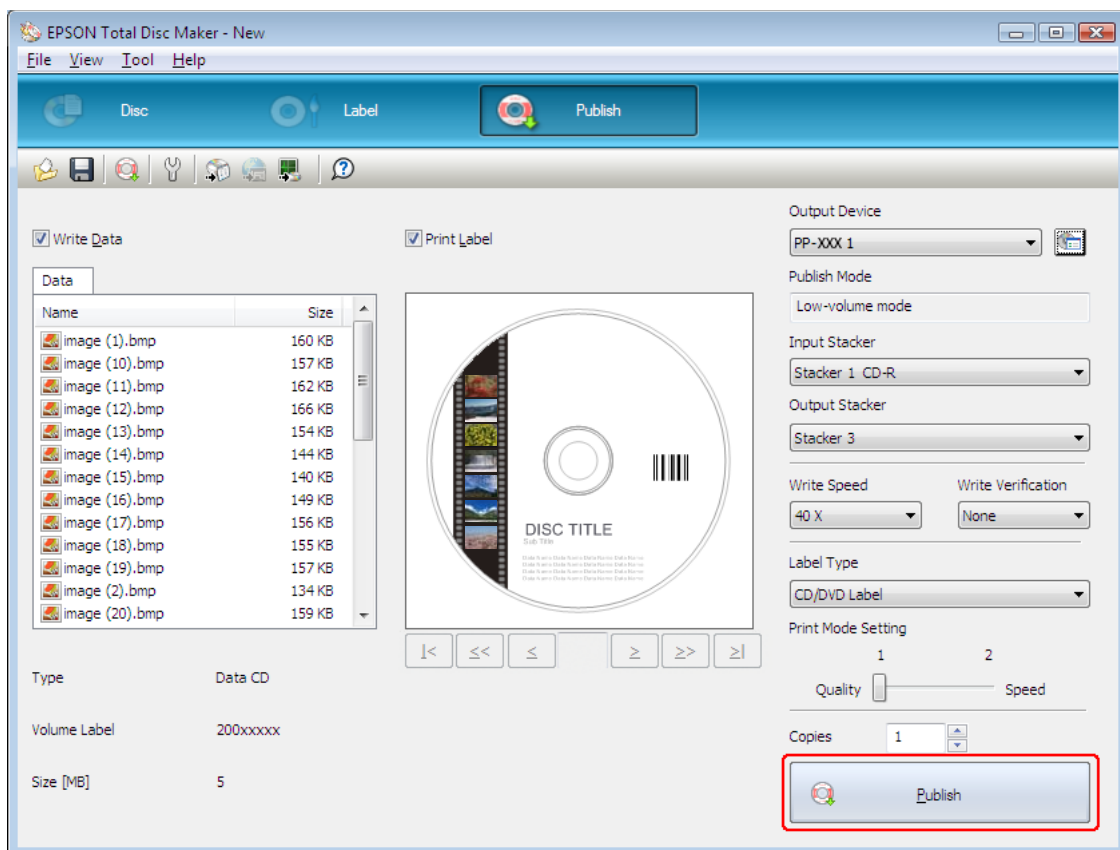 EPSON Total Disc Maker - New
File View Tool Help
Disc
Label
Publish
Write Data
Data
Name Size
image (1).bmp 160 KB
image (10).bmp 157 KB
image (11).bmp 162 KB
image (12).bmp 166 KB
image (13).bmp 154 KB
image (14).bmp 144 KB
image (15).bmp 140 KB
image (16).bmp 149 KB
image (17).bmp 156 KB
image (18).bmp 155 KB
image (19).bmp 157 KB
image (2).bmp 134 KB
image (20).bmp 159 KB
Type Data CD
Volume Label 200xxxxx
Size [MB] 5
Print Label
DISC TITLE
Sub Title
|< << < > >> >|
Output Device
PP-XXX 1
Publish Mode
Low-volume mode
Input Stacker
Stacker 1 CD-R
Output Stacker
Stacker 3
Write Speed Write Verification
40 X None
Label Type
CD/DVD Label
Print Mode Setting
1 2
Quality Speed
Copies 1
Publish